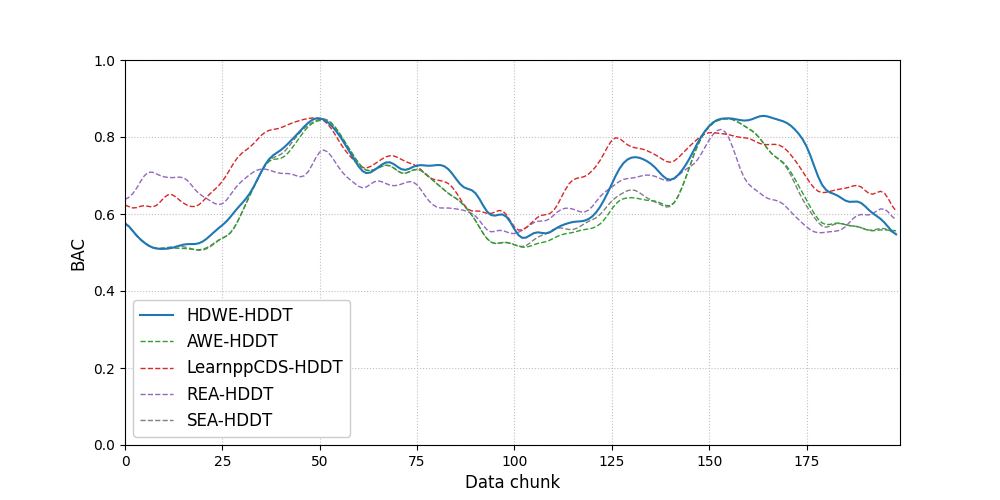 1.0
0.8
0.6
0.4
0.2
0.0
BAC
HDWE-HDDT
AWE-HDDT
LearnppCDS-HDDT
REA-HDDT
SEA-HDDT
0 25 50 75 100 125 150 175
Data chunk